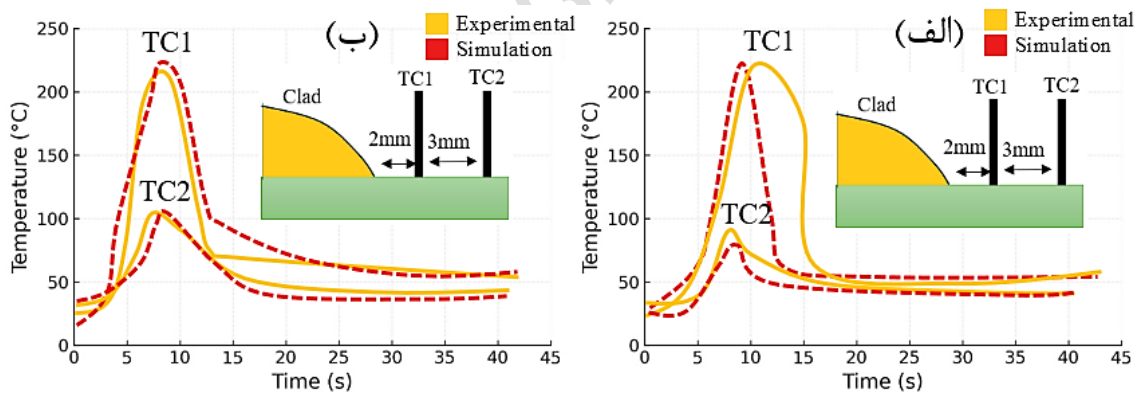 (ب)
Experimental
Simulation
TC1
TC2
TC1
TC2
Clad
2mm
3mm
Temperature (°C)
250
200
150
100
50
0
0 5 10 15 20 25 30 35 40 45
Time (s)
(الف)
Experimental
Simulation
TC1
TC2
TC1
TC2
Clad
2mm
3mm
Temperature (°C)
250
200
150
100
50
0
0 5 10 15 20 25 30 35 40 45
Time (s)